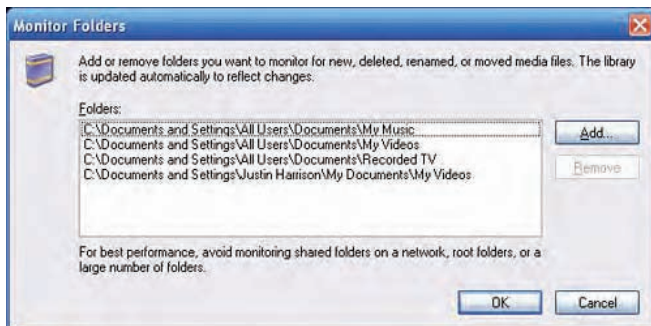 Monitor Folders
Add or remove folders you want to monitor for new, deleted, renamed, or moved media files. The library
is updated automatically to reflect changes.
Folders:
C:\Documents and Settings\All Users\Documents\My Music
C:\Documents and Settings\All Users\Documents\My Videos
C:\Documents and Settings\All Users\Documents\Recorded TV
C:\Documents and Settings\Justin Harrison\My Documents\My Videos
Add...
Remove
For best performance, avoid monitoring shared folders on a network, root folders, or a
large number of folders.
OK
Cancel